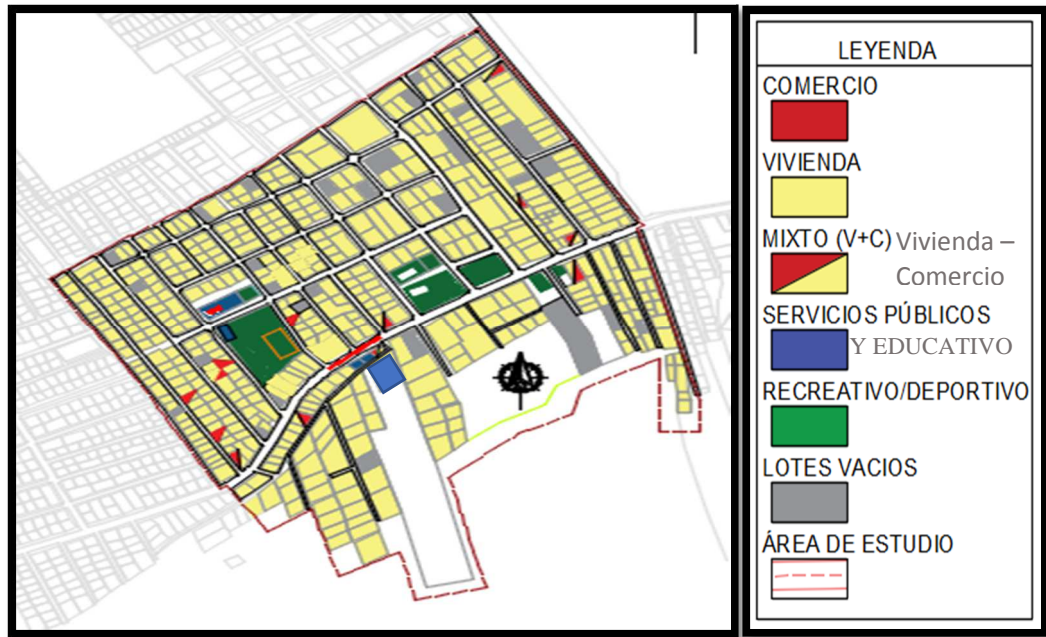 LEYENDA
COMERCIO
VIVIENDA
MIXTO (V+C) Vivienda –
Comercio
SERVICIOS PÚBLICOS
Y EDUCATIVO
RECREATIVO/DEPORTIVO
LOTES VACIOS
ÁREA DE ESTUDIO